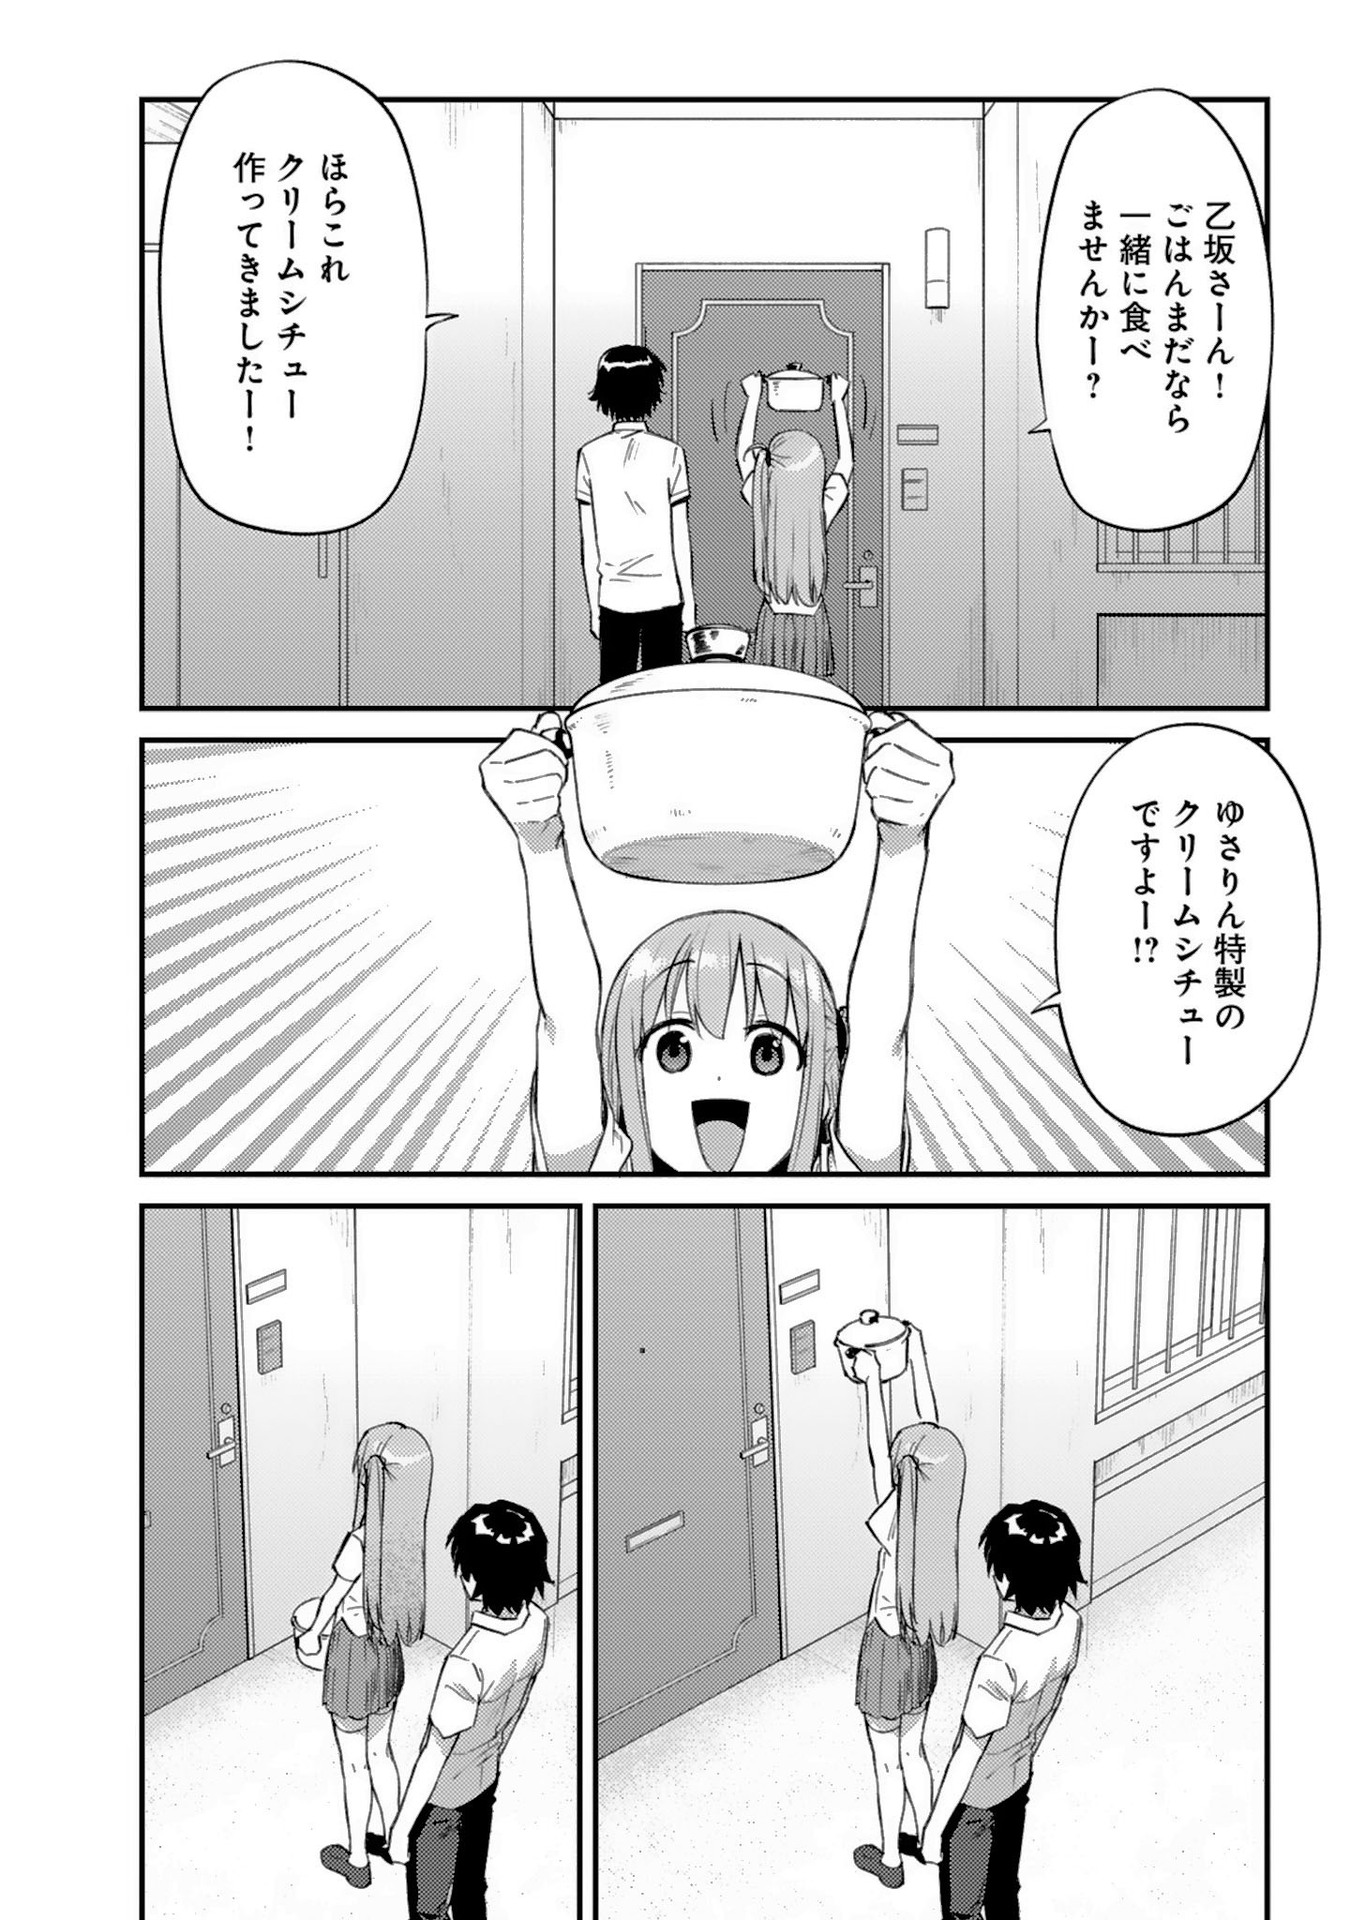 乙坂さーん！
ごはんまだなら
一緒に食べ
ませんかー？
ほらこれ
クリームシチュー
作ってきましたー！
ゆさりん特製の
クリームシチュー
ですよー!?